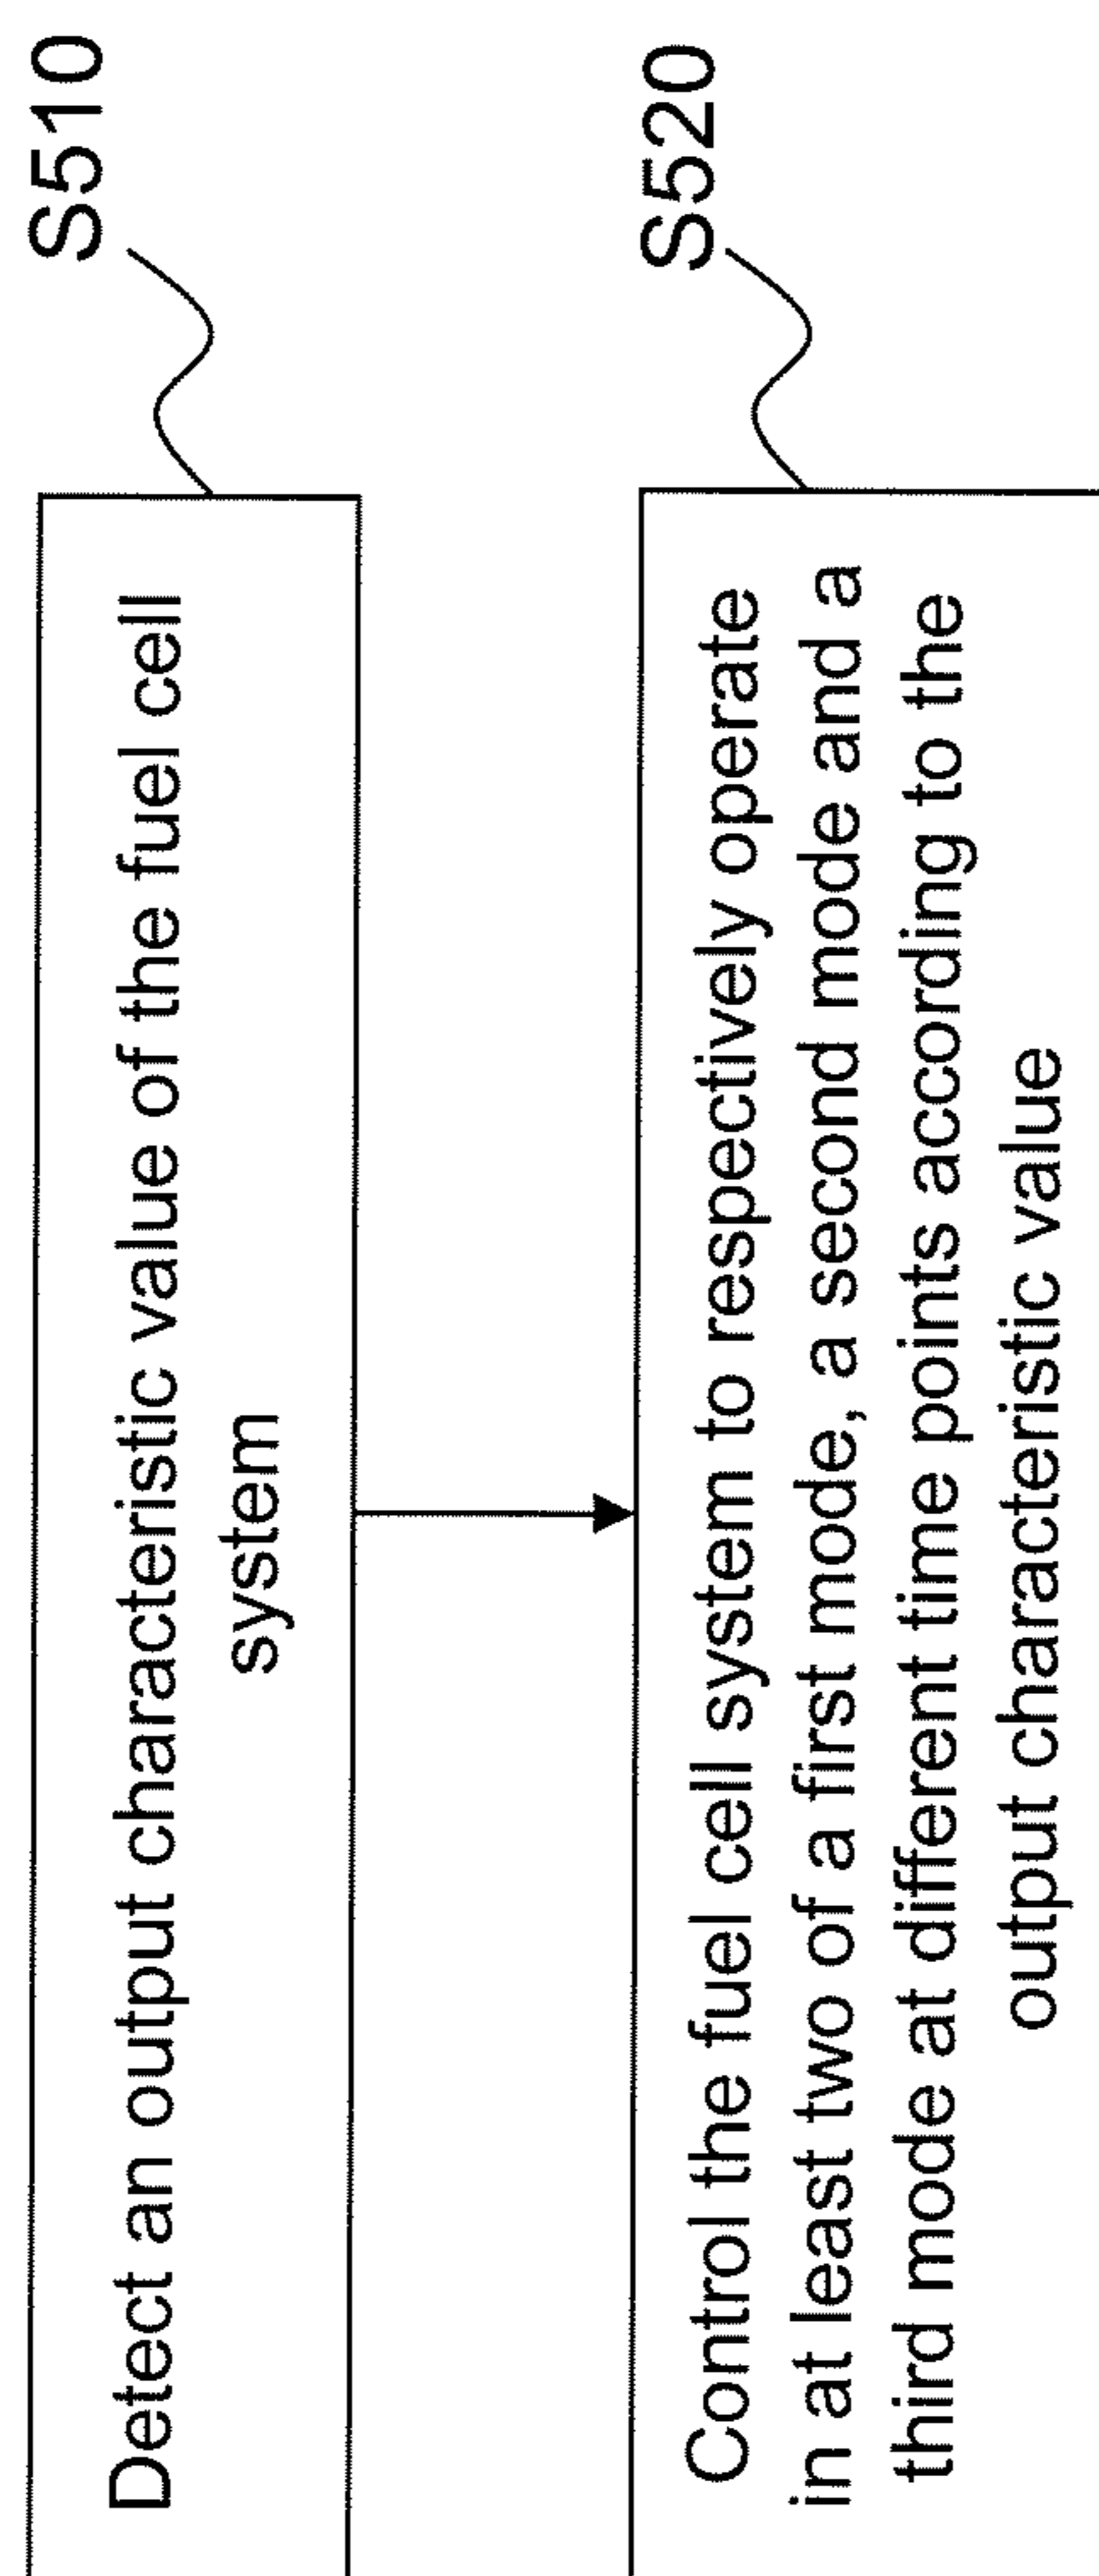 Detect an output characteristic value of the fuel cell
system
S510
Control the fuel cell system to respectively operate
in at least two of a first mode, a second mode and a
third mode at different time points according to the
output characteristic value
S520